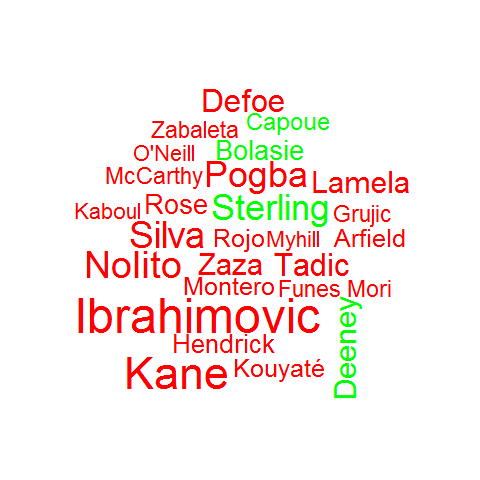 Defoe
Zabaleta Capoue
O'Neill Bolasie
McCarthy Pogba Lamela
Kaboul Rose Sterling Grujic
Silva Rojo Myhill Arfield
Nolito Zaza Tadic
Montero Funes Mori
Ibrahimovic
Deeney
Hendrick
Kane Kouyaté